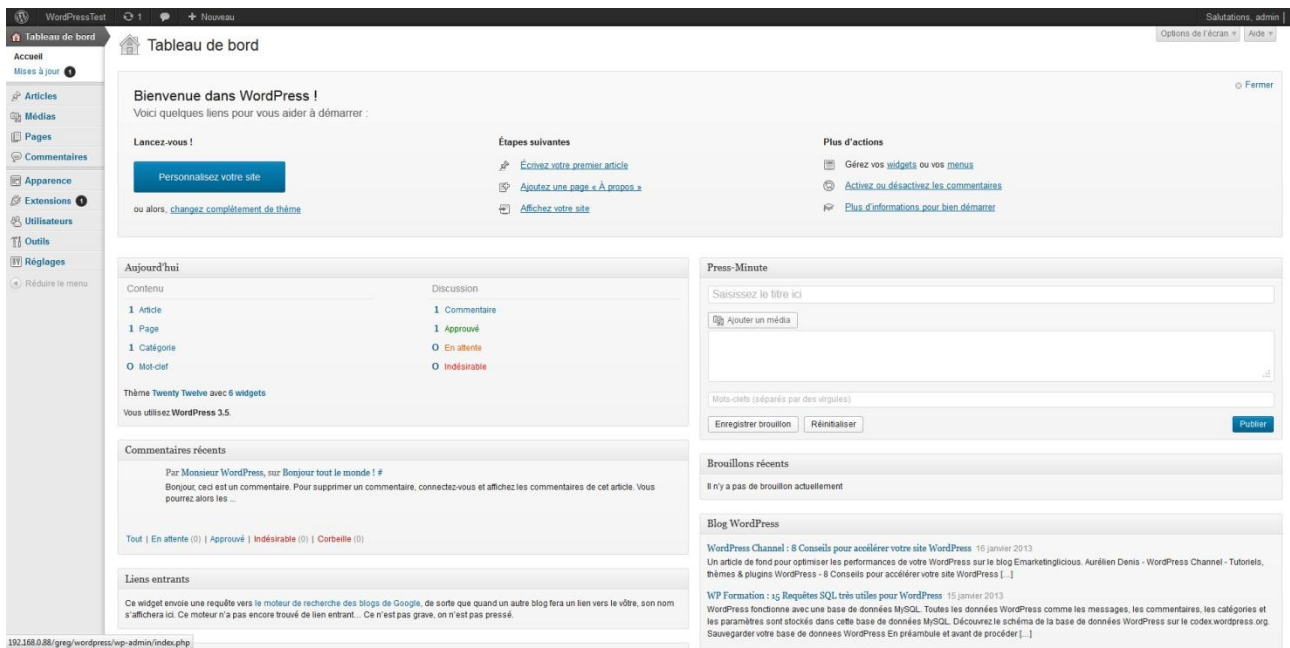 WordPressTest 1 + Nouveau Salutations, admin
Tableau de bord
Accueil
Mises à jour 1
Articles
Médias
Pages
Commentaires
Apparence
Extensions 1
Utilisateurs
Outils
Réglages
Réduire le menu
Options de l'écran Aide
Tableau de bord
Fermer
Bienvenue dans WordPress !
Voici quelques liens pour vous aider à démarrer :
Lancez-vous !
Personnalisez votre site
ou alors, changez complètement de thème
Étapes suivantes
Écrivez votre premier article
Ajoutez une page « À propos »
Affichez votre site
Plus d'actions
Gérez vos widgets ou vos menus
Activez ou désactivez les commentaires
Plus d'informations pour bien démarrer
Aujourd'hui
Contenu
1 Article
1 Page
1 Catégorie
0 Mot-clef
Discussion
1 Commentaire
1 Approuvé
0 En attente
0 Indésirable
Thème Twenty Twelve avec 6 widgets
Vous utilisez WordPress 3.5.
Commentaires récents
Par Monsieur WordPress, sur Bonjour tout le monde ! #
Bonjour, ceci est un commentaire. Pour supprimer un commentaire, connectez-vous et affichez les commentaires de cet article. Vous
pourrez alors les ...
Tout | En attente (0) | Approuvé | Indésirable (0) | Corbeille (0)
Liens entrants
Ce widget envoie une requête vers le moteur de recherche des blogs de Google, de sorte que quand un autre blog fera un lien vers le vôtre, son nom
s'affichera ici. Ce moteur n'a pas encore trouvé de lien entrant... Ce n'est pas grave, on n'est pas pressé.
Press-Minute
Saisissez le titre ici
Ajouter un média
Mots-clefs (séparés par des virgules)
Enregistrer brouillon Réinitialiser Publier
Brouillons récents
Il n'y a pas de brouillon actuellement
Blog WordPress
WordPress Channel : 8 Conseils pour accélérer votre site WordPress 16 janvier 2013
Un article de fond pour optimiser les performances de votre WordPress sur le blog Emarketinglicious. Aurélien Denis - WordPress Channel - Tutoriels,
thèmes & plugins WordPress - 8 Conseils pour accélérer votre site WordPress [...]
WP Formation : 15 Requêtes SQL très utiles pour WordPress 15 janvier 2013
WordPress fonctionne avec une base de données MySQL. Toutes les données WordPress comme les messages, les commentaires, les catégories et
les paramètres sont stockés dans cette base de données MySQL. Découvrez le schéma de la base de données WordPress sur le codex.wordpress.org.
Sauvegarder votre base de donnees WordPress En préambule et avant de procéder [...]
192.168.0.88/greg/wordpress/wp-admin/index.php